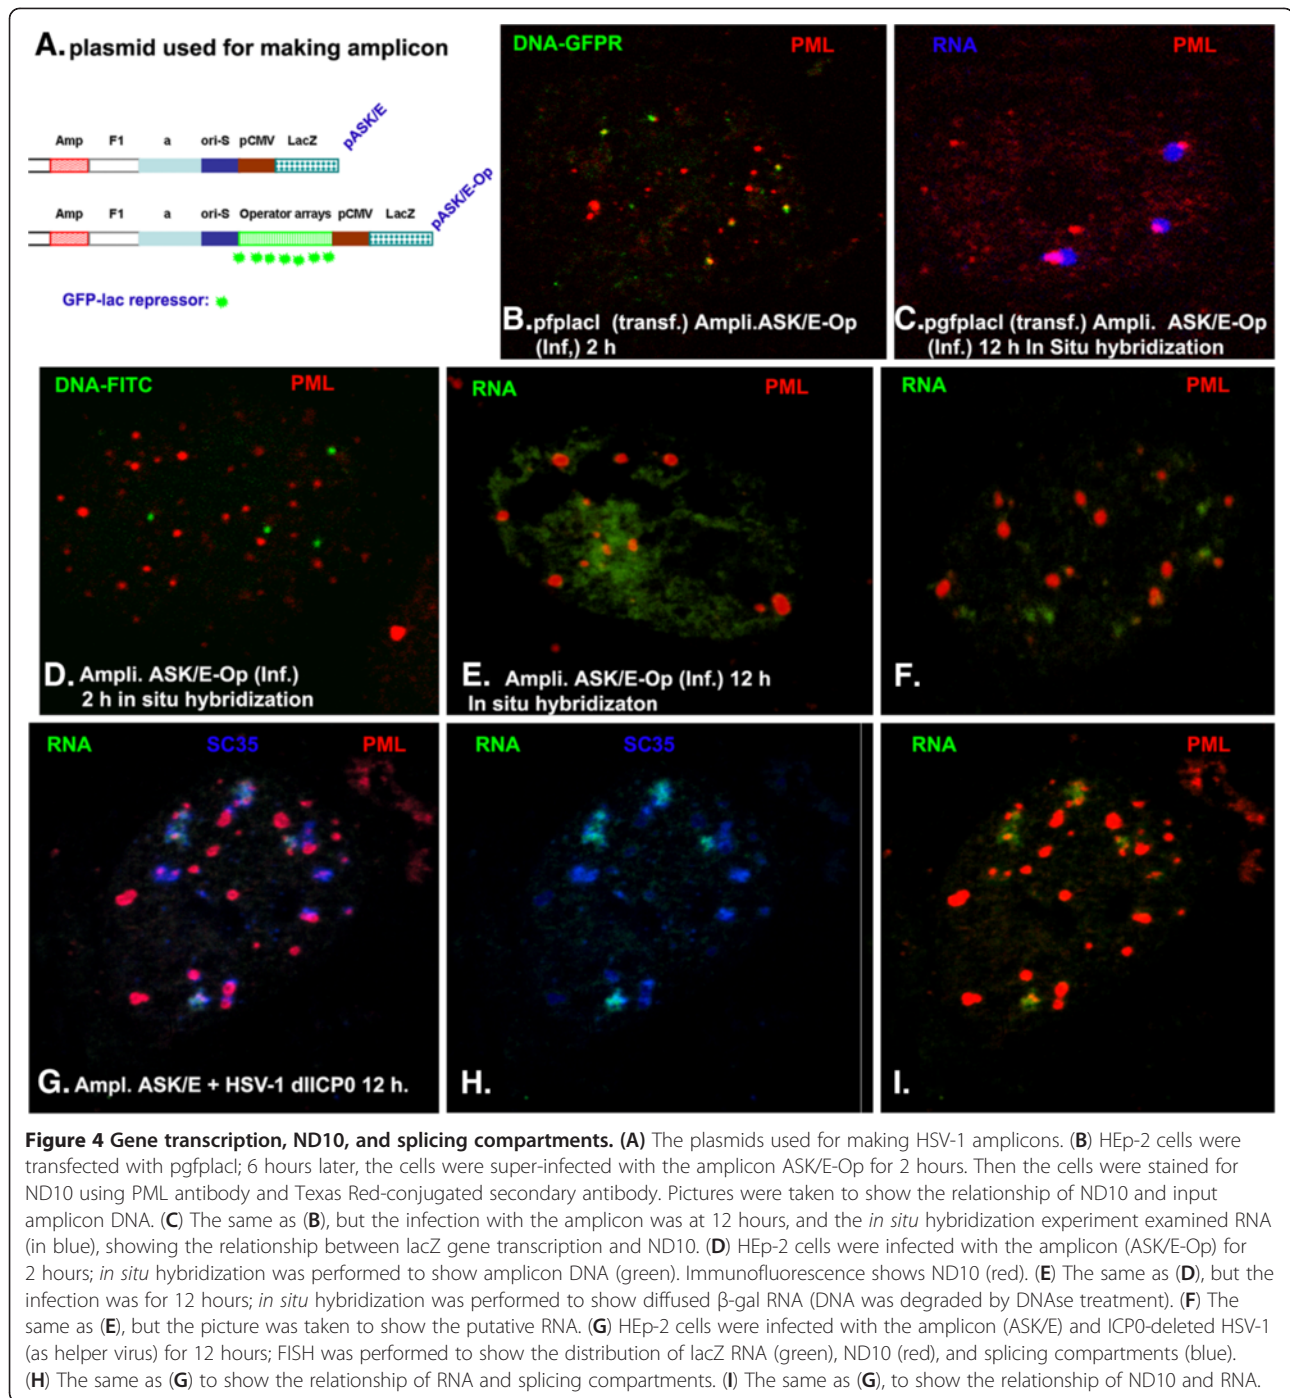 A. plasmid used for making amplicon
Amp F1 a ori-S pCMV LacZ pASK/E
Amp F1 a ori-S Operator arrays pCMV LacZ pASK/E-Op
GFP-lac repressor:
DNA-GFPR PML
B. pfplacI (transf.) Ampli.ASK/E-Op
(Inf,) 2 h
RNA PML
C. pgfplacI (transf.) Ampli. ASK/E-Op
(Inf.) 12 h In Situ hybridization
DNA-FITC PML
D. Ampli. ASK/E-Op (Inf.)
2 h in situ hybridization
RNA PML
E. Ampli. ASK/E-Op (Inf.) 12 h
In situ hybridizaton
RNA PML
F.
RNA SC35 PML
G. Ampl. ASK/E + HSV-1 dlICP0 12 h.
RNA SC35
H.
RNA PML
I.
Figure 4 Gene transcription, ND10, and splicing compartments. (A) The plasmids used for making HSV-1 amplicons. (B) HEp-2 cells were
transfected with pgfplacI; 6 hours later, the cells were super-infected with the amplicon ASK/E-Op for 2 hours. Then the cells were stained for
ND10 using PML antibody and Texas Red-conjugated secondary antibody. Pictures were taken to show the relationship of ND10 and input
amplicon DNA. (C) The same as (B), but the infection with the amplicon was at 12 hours, and the in situ hybridization experiment examined RNA
(in blue), showing the relationship between lacZ gene transcription and ND10. (D) HEp-2 cells were infected with the amplicon (ASK/E-Op) for
2 hours; in situ hybridization was performed to show amplicon DNA (green). Immunofluorescence shows ND10 (red). (E) The same as (D), but the
infection was for 12 hours; in situ hybridization was performed to show diffused β-gal RNA (DNA was degraded by DNAse treatment). (F) The
same as (E), but the picture was taken to show the putative RNA. (G) HEp-2 cells were infected with the amplicon (ASK/E) and ICP0-deleted HSV-1
(as helper virus) for 12 hours; FISH was performed to show the distribution of lacZ RNA (green), ND10 (red), and splicing compartments (blue).
(H) The same as (G) to show the relationship of RNA and splicing compartments. (I) The same as (G), to show the relationship of ND10 and RNA.